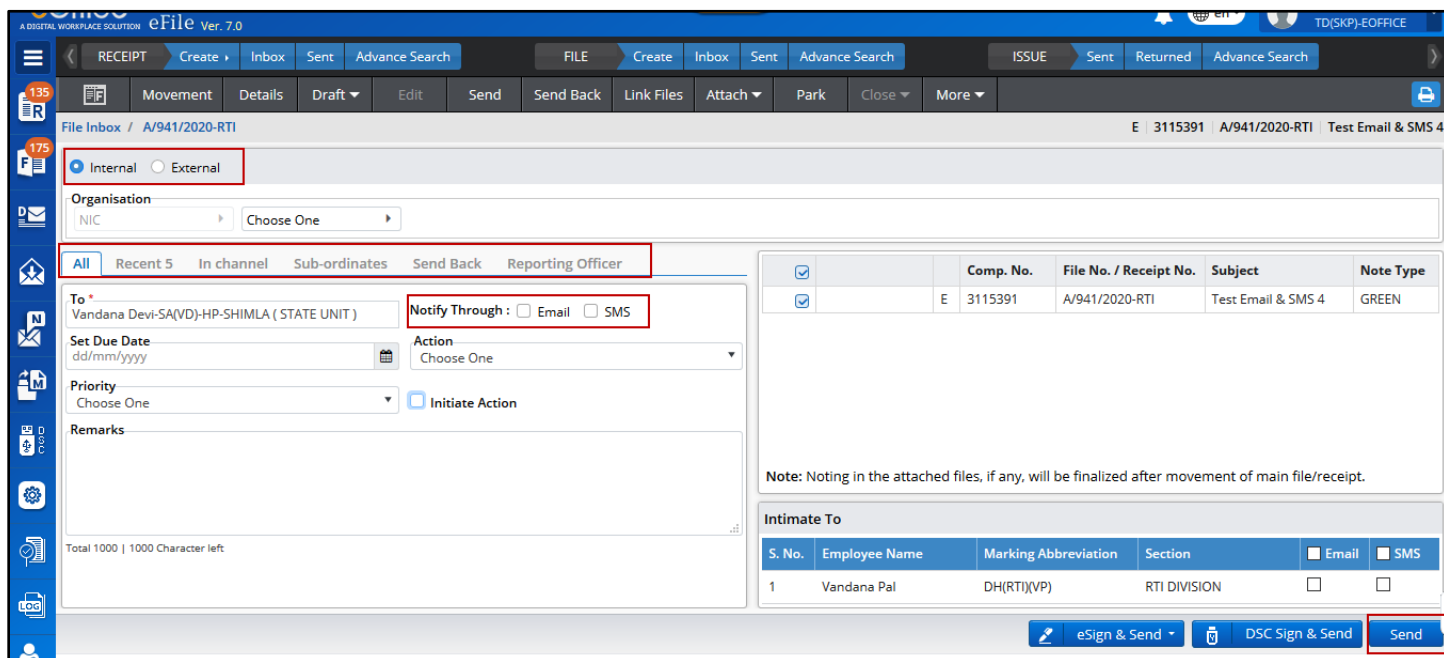 A DIGITAL WORKPLACE SOLUTION eFile Ver. 7.0 en TD(SKP)-EOFFICE
RECEIPT Create Inbox Sent Advance Search FILE Create Inbox Sent Advance Search ISSUE Sent Returned Advance Search
135 R Movement Details Draft Edit Send Send Back Link Files Attach Park Close More
File Inbox / A/941/2020-RTI E 3115391 A/941/2020-RTI Test Email & SMS 4
175 F
Internal External
Organisation
NIC Choose One
D
All Recent 5 In channel Sub-ordinates Send Back Reporting Officer
Comp. No. File No. / Receipt No. Subject Note Type
E 3115391 A/941/2020-RTI Test Email & SMS 4 GREEN
To *
Vandana Devi-SA(VD)-HP-SHIMLA ( STATE UNIT )
Notify Through : Email SMS
N
Set Due Date
dd/mm/yyyy
Action
Choose One
M
Priority
Choose One
Initiate Action
DSC
Remarks
Note: Noting in the attached files, if any, will be finalized after movement of main file/receipt.
Total 1000 | 1000 Character left
Intimate To
S. No. Employee Name Marking Abbreviation Section Email SMS
1 Vandana Pal DH(RTI)(VP) RTI DIVISION
LOG
eSign & Send DSC Sign & Send Send